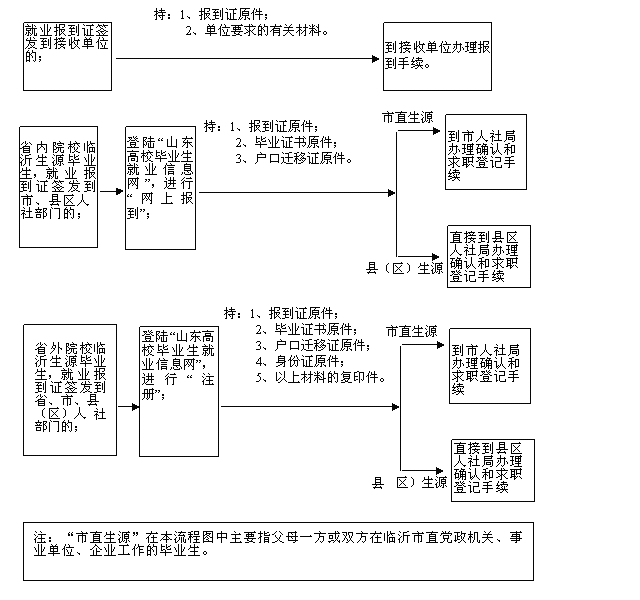 持：1、报到证原件；
2、单位要求的有关材料。
就业报到证签
发到接收单位
的；
到接收单位办理报
到手续。
省内院校临
沂生源毕业
生，就业报
到证签发到
市、县区人
社部门的；
登陆“山东
高校毕业生
就业信息
网”，进行
“网上报
到”；
持：1、报到证原件；
2、毕业证书原件；
3、户口迁移证原件。
市直生源
到市人社局
办理确认和
求职登记手
续
县（区）生源
直接到县区
人社局办理
确认和求职
登记手续
省外院校临
沂生源毕业
生，就业报
到证签发到
省、市、县
（区）人社
部门的；
登陆“山东高
校毕业生就
业信息网”，
进行“注
册”；
持：1、报到证原件；
2、毕业证书原件；
3、户口迁移证原件；
4、身份证原件；
5、以上材料的复印件。
市直生源
到市人社局
办理确认和
求职登记手
续
县 区）生源
直接到县区
人社局办理
确认和求职
登记手续
注：“市直生源”在本流程图中主要指父母一方或双方在临沂市直党政机关、事
业单位、企业工作的毕业生。